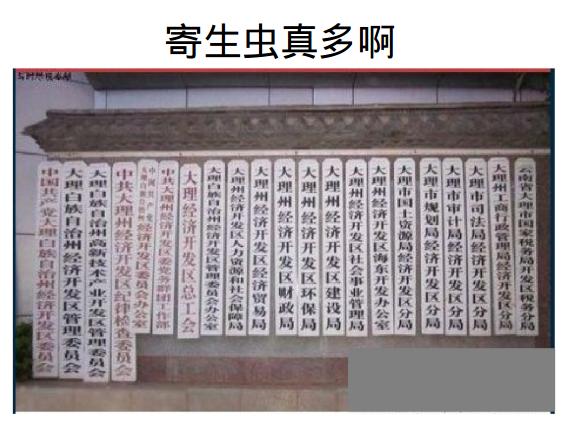 寄生虫真多啊
中国共产党大理白族自治州经济开发区委员会
大理白族自治州经济开发区管理委员会
大理白族自治州高新技术产业开发区管理委员会
中共大理州经济开发区纪律检查委员会
中国共产党大理白族自治州经济开发区委员会办公室
中共大理州经济开发区委党务群团工作部
大理经济开发区总工会
大理白族自治州经济开发区管理委员会办公室
大理州经济开发区人力资源和社会保障局
大理州经济开发区经济贸易局
大理州经济开发区财政局
大理州经济开发区环保局
大理州经济开发区建设局
大理州经济开发区社会事业管理局
大理州经济开发区海东开发办公室
大理市国土资源局经济开发区分局
大理市规划局经济开发区分局
大理市审计局经济开发区分局
大理市司法局经济开发区分局
大理州工商行政管理局经济开发区分局
云南省大理市国家税务局开发区税务分局